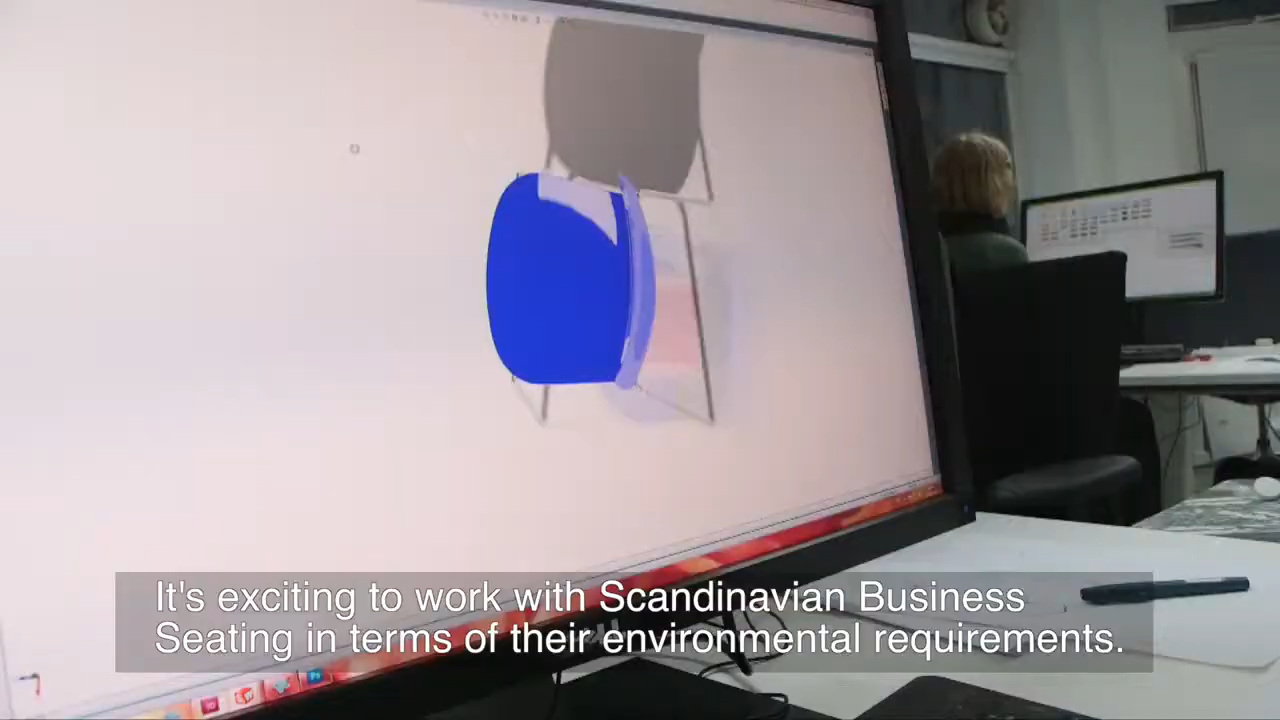 It's exciting to work with Scandinavian Business
Seating in terms of their environmental requirements.